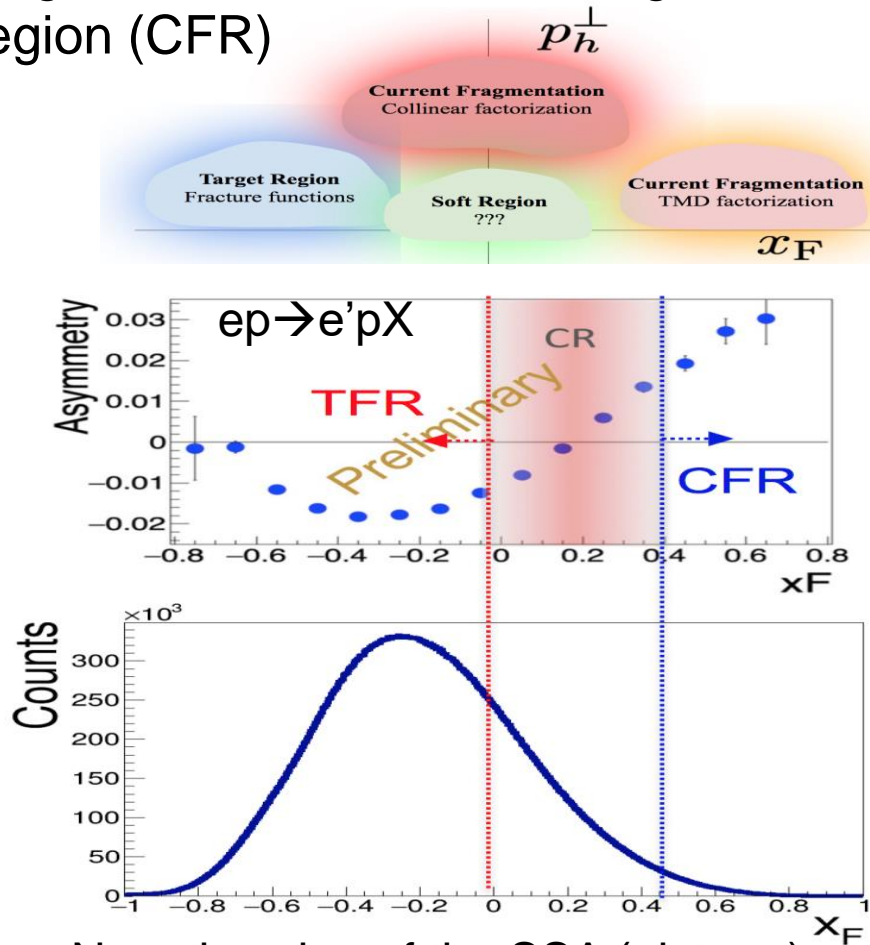 egion (CFR)
p_h^⊥
Current Fragmentation
Collinear factorization
Target Region
Fracture functions
Soft Region
???
Current Fragmentation
TMD factorization
x_F
ep→e’pX
Asymmetry
0.03
0.02
0.01
0
−0.01
−0.02
CR
TFR
CFR
Preliminary
−0.8 −0.6 −0.4 −0.2 0 0.2 0.4 0.6 0.8
xF
×10³
Counts
300
250
200
150
100
50
0
−1 −0.8 −0.6 −0.4 −0.2 0 0.2 0.4 0.6 0.8 1
x_F